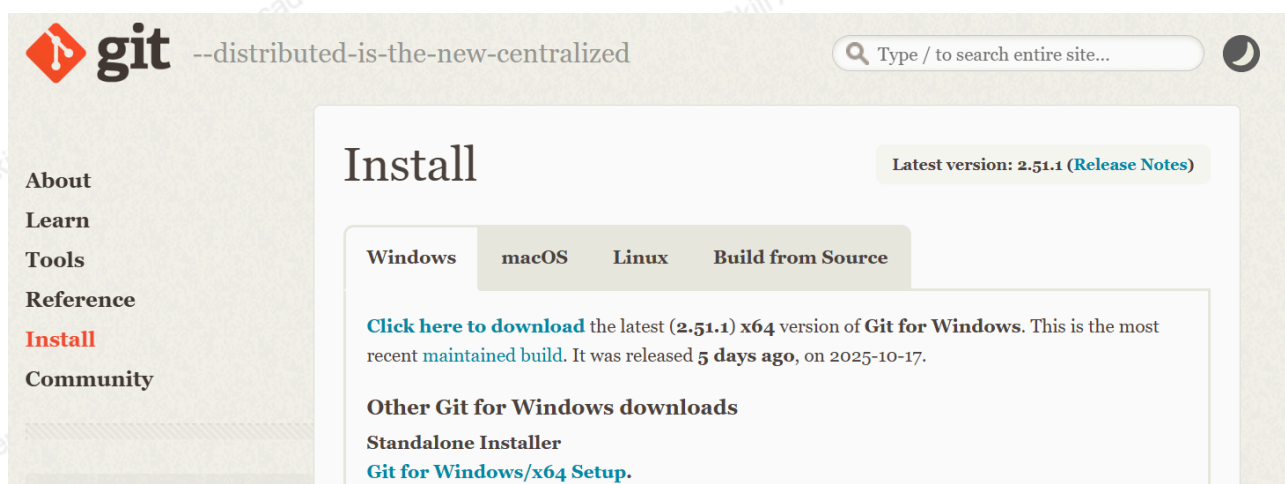 git --distributed-is-the-new-centralized
Type / to search entire site...
About
Learn
Tools
Reference
Install
Community
Install
Latest version: 2.51.1 (Release Notes)
Windows macOS Linux Build from Source
Click here to download the latest (2.51.1) x64 version of Git for Windows. This is the most
recent maintained build. It was released 5 days ago, on 2025-10-17.
Other Git for Windows downloads
Standalone Installer
Git for Windows/x64 Setup.